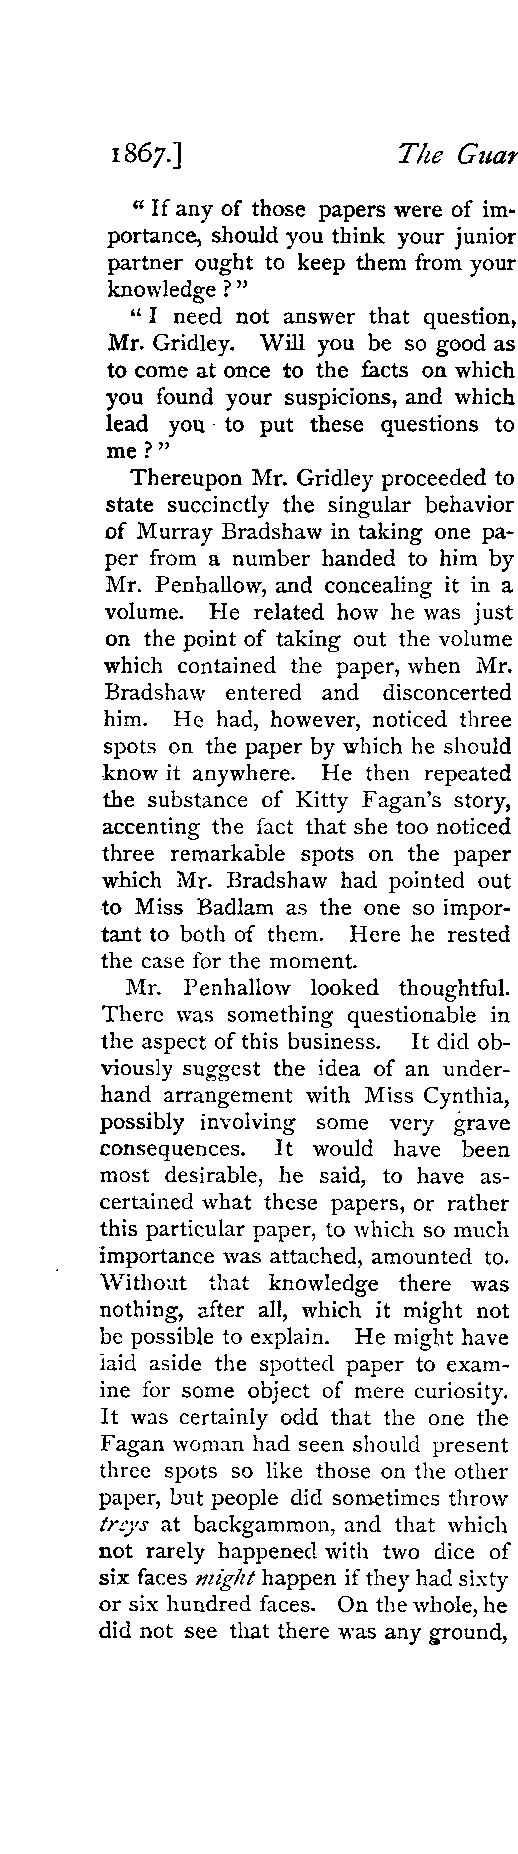 1867.] The Guar
“ If any of those papers were of im-
portance, should you think your junior
partner ought to keep them from your
knowledge ? ”
“ I need not answer that question,
Mr. Gridley. Will you be so good as
to come at once to the facts on which
you found your suspicions, and which
lead you to put these questions to
me ? ”
Thereupon Mr. Gridley proceeded to
state succinctly the singular behavior
of Murray Bradshaw in taking one pa-
per from a number handed to him by
Mr. Penhallow, and concealing it in a
volume. He related how he was just
on the point of taking out the volume
which contained the paper, when Mr.
Bradshaw entered and disconcerted
him. He had, however, noticed three
spots on the paper by which he should
know it anywhere. He then repeated
the substance of Kitty Fagan’s story,
accenting the fact that she too noticed
three remarkable spots on the paper
which Mr. Bradshaw had pointed out
to Miss Badlam as the one so impor-
tant to both of them. Here he rested
the case for the moment.
Mr. Penhallow looked thoughtful.
There was something questionable in
the aspect of this business. It did ob-
viously suggest the idea of an under-
hand arrangement with Miss Cynthia,
possibly involving some very grave
consequences. It would have been
most desirable, he said, to have as-
certained what these papers, or rather
this particular paper, to which so much
importance was attached, amounted to.
Without that knowledge there was
nothing, after all, which it might not
be possible to explain. He might have
laid aside the spotted paper to exam-
ine for some object of mere curiosity.
It was certainly odd that the one the
Fagan woman had seen should present
three spots so like those on the other
paper, but people did sometimes throw
treys at backgammon, and that which
not rarely happened with two dice of
six faces might happen if they had sixty
or six hundred faces. On the whole, he
did not see that there was any ground,